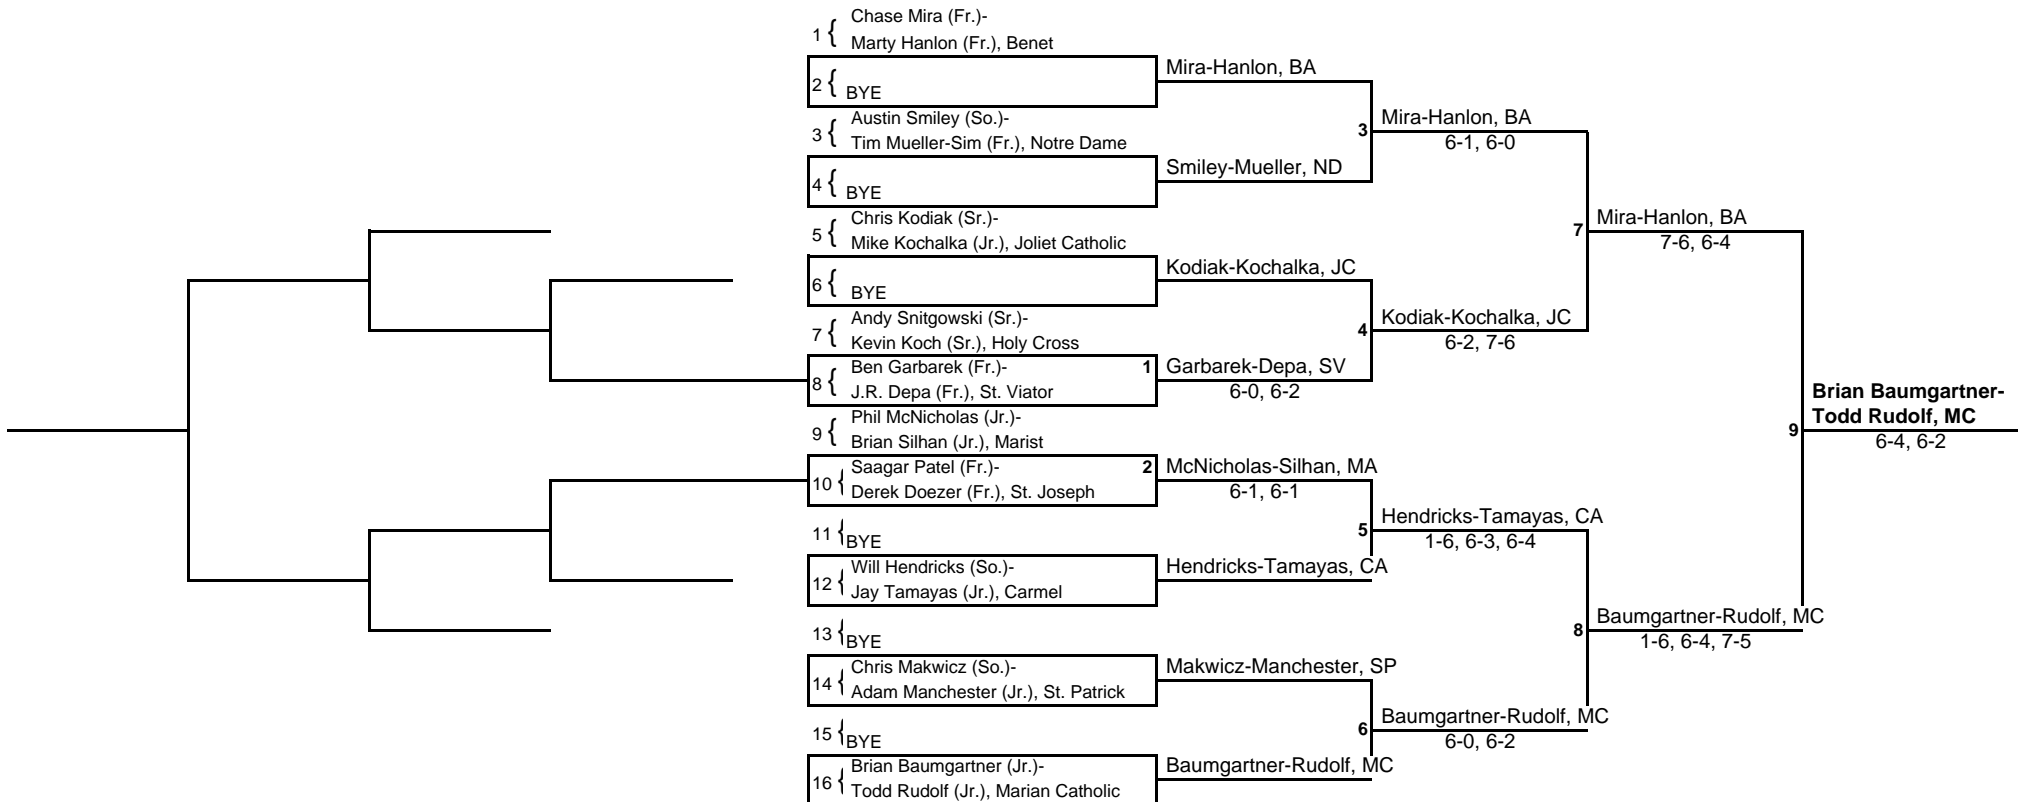 1 { Chase Mira (Fr.)-
Marty Hanlon (Fr.), Benet
2 { BYE
3 { Austin Smiley (So.)-
Tim Mueller-Sim (Fr.), Notre Dame
4 { BYE
5 { Chris Kodiak (Sr.)-
Mike Kochalka (Jr.), Joliet Catholic
6 { BYE
7 { Andy Snitgowski (Sr.)-
Kevin Koch (Sr.), Holy Cross
8 { Ben Garbarek (Fr.)-
J.R. Depa (Fr.), St. Viator
1
9 { Phil McNicholas (Jr.)-
Brian Silhan (Jr.), Marist
10 { Saagar Patel (Fr.)-
Derek Doezer (Fr.), St. Joseph
2
11 { BYE
12 { Will Hendricks (So.)-
Jay Tamayas (Jr.), Carmel
13 { BYE
14 { Chris Makwicz (So.)-
Adam Manchester (Jr.), St. Patrick
15 { BYE
16 { Brian Baumgartner (Jr.)-
Todd Rudolf (Jr.), Marian Catholic
Mira-Hanlon, BA
Smiley-Mueller, ND
Kodiak-Kochalka, JC
Garbarek-Depa, SV
6-0, 6-2
McNicholas-Silhan, MA
6-1, 6-1
Hendricks-Tamayas, CA
Makwicz-Manchester, SP
Baumgartner-Rudolf, MC
3
Mira-Hanlon, BA
6-1, 6-0
4
Kodiak-Kochalka, JC
6-2, 7-6
5
Hendricks-Tamayas, CA
1-6, 6-3, 6-4
6
Baumgartner-Rudolf, MC
6-0, 6-2
7
Mira-Hanlon, BA
7-6, 6-4
8
Baumgartner-Rudolf, MC
1-6, 6-4, 7-5
9
Brian Baumgartner-
Todd Rudolf, MC
6-4, 6-2